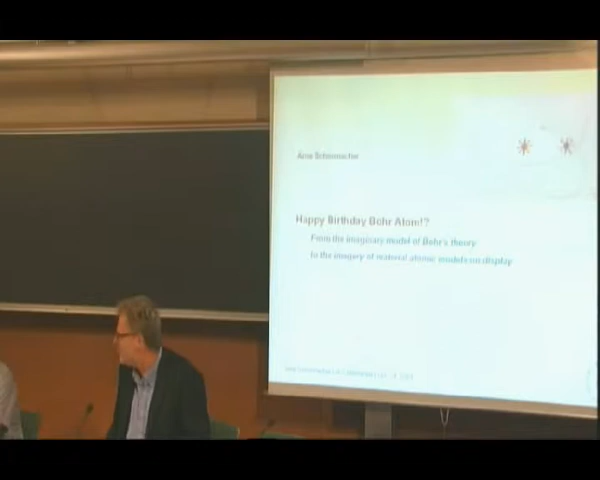 Arne Schirrmacher
Happy Birthday Bohr Atom!?
From the imaginary model of Bohr's theory
to the imagery of material atomic models on display